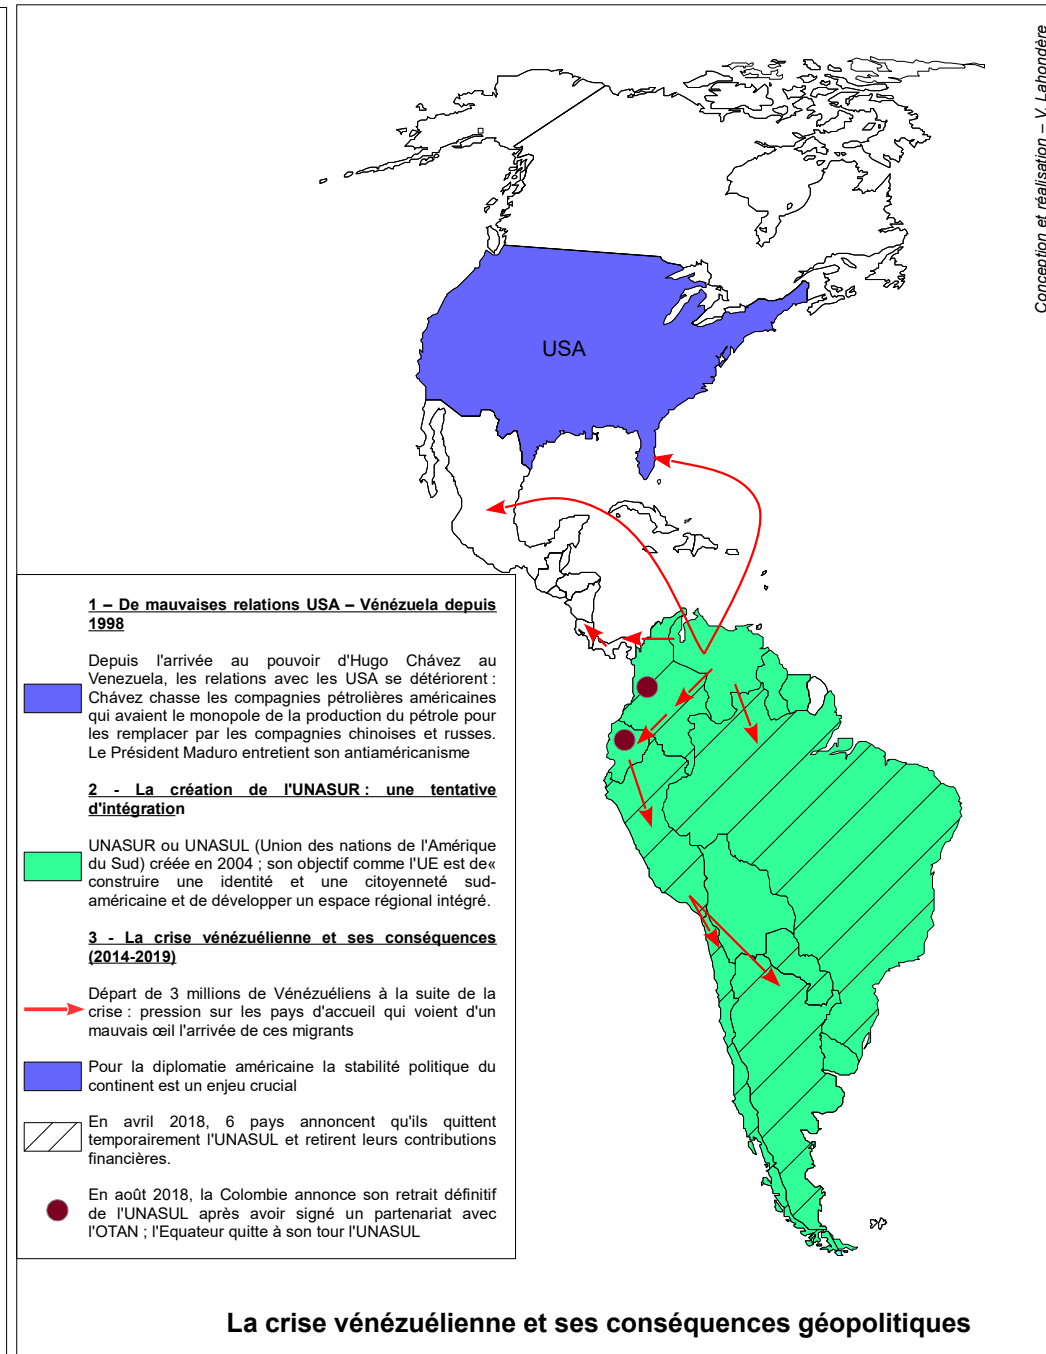 Conception et réalisation – V. Lahondère
USA
1 – De mauvaises relations USA – Vénézuela depuis
1998
Depuis l'arrivée au pouvoir d'Hugo Chávez au
Venezuela, les relations avec les USA se détériorent :
Chávez chasse les compagnies pétrolières américaines
qui avaient le monopole de la production du pétrole pour
les remplacer par les compagnies chinoises et russes.
Le Président Maduro entretient son antiaméricanisme
2 - La création de l'UNASUR : une tentative
d'intégration
UNASUR ou UNASUL (Union des nations de l'Amérique
du Sud) créée en 2004 ; son objectif comme l'UE est de«
construire une identité et une citoyenneté sud-
américaine et de développer un espace régional intégré.
3 - La crise vénézuélienne et ses conséquences
(2014-2019)
Départ de 3 millions de Vénézuéliens à la suite de la
crise : pression sur les pays d'accueil qui voient d'un
mauvais œil l'arrivée de ces migrants
Pour la diplomatie américaine la stabilité politique du
continent est un enjeu crucial
En avril 2018, 6 pays annoncent qu'ils quittent
temporairement l'UNASUL et retirent leurs contributions
financières.
En août 2018, la Colombie annonce son retrait définitif
de l'UNASUL après avoir signé un partenariat avec
l'OTAN ; l'Equateur quitte à son tour l'UNASUL
La crise vénézuélienne et ses conséquences géopolitiques